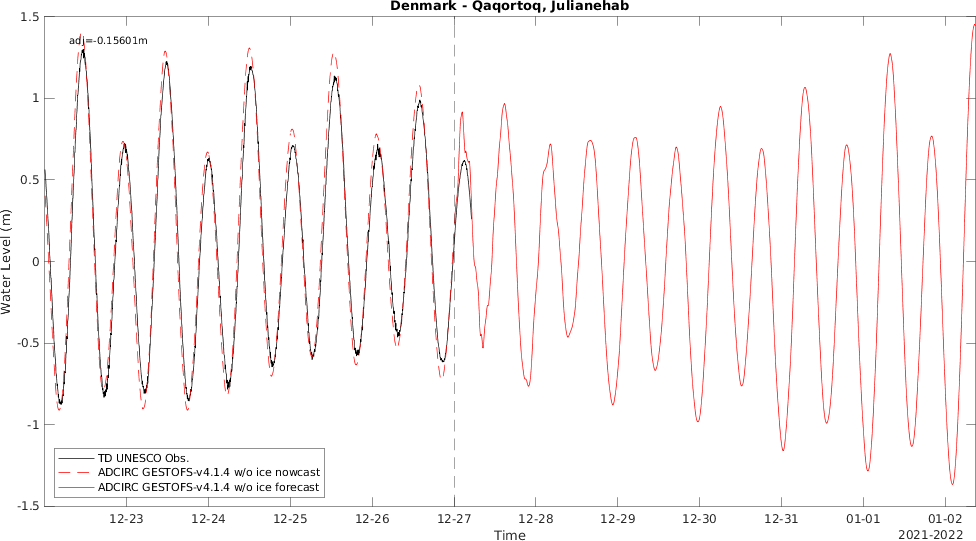 Denmark - Qaqortoq, Julianehab
adj=-0.15601m
1.5
1
0.5
0
-0.5
-1
-1.5
Water Level (m)
TD UNESCO Obs.
ADCIRC GESTOFS-v4.1.4 w/o ice nowcast
ADCIRC GESTOFS-v4.1.4 w/o ice forecast
12-23 12-24 12-25 12-26 12-27 12-28 12-29 12-30 12-31 01-01 01-02
Time
2021-2022